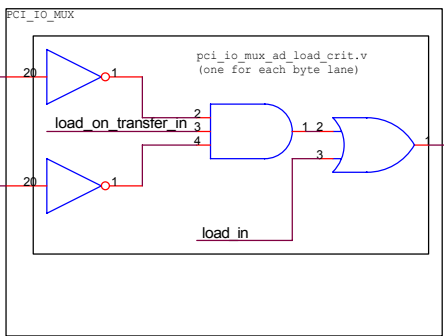 PCI_IO_MUX
pci_io_mux_ad_load_crit.v
(one for each byte lane)
20
1
2
load_on_transfer_in
3
4
1
2
3
1
20
1
load_in